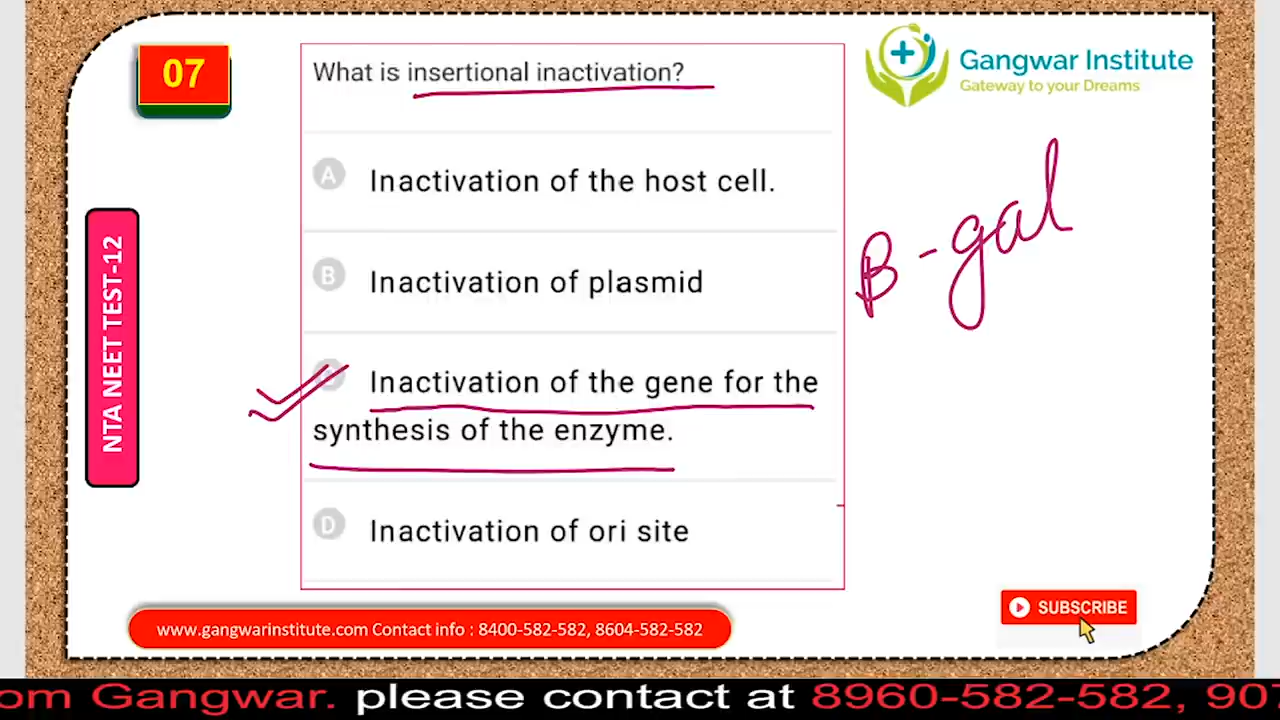 07
What is insertional inactivation?
Gangwar Institute
Gateway to your Dreams
A Inactivation of the host cell.
B Inactivation of plasmid
Inactivation of the gene for the
synthesis of the enzyme.
D Inactivation of ori site
B-gal
NTA NEET TEST-12
SUBSCRIBE
www.gangwarinstitute.com Contact info : 8400-582-582, 8604-582-582
om Gangwar. please contact at 8960-582-582, 907